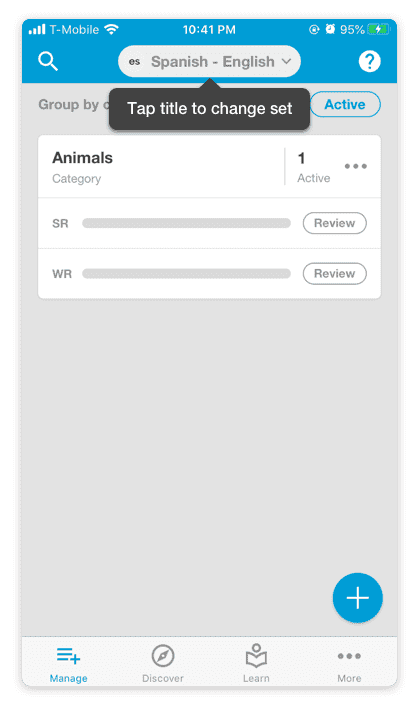 T-Mobile 10:41 PM 95%
es Spanish - English
Group by c Active
Tap title to change set
Animals 1
Category Active
SR Review
WR Review
Manage Discover Learn More